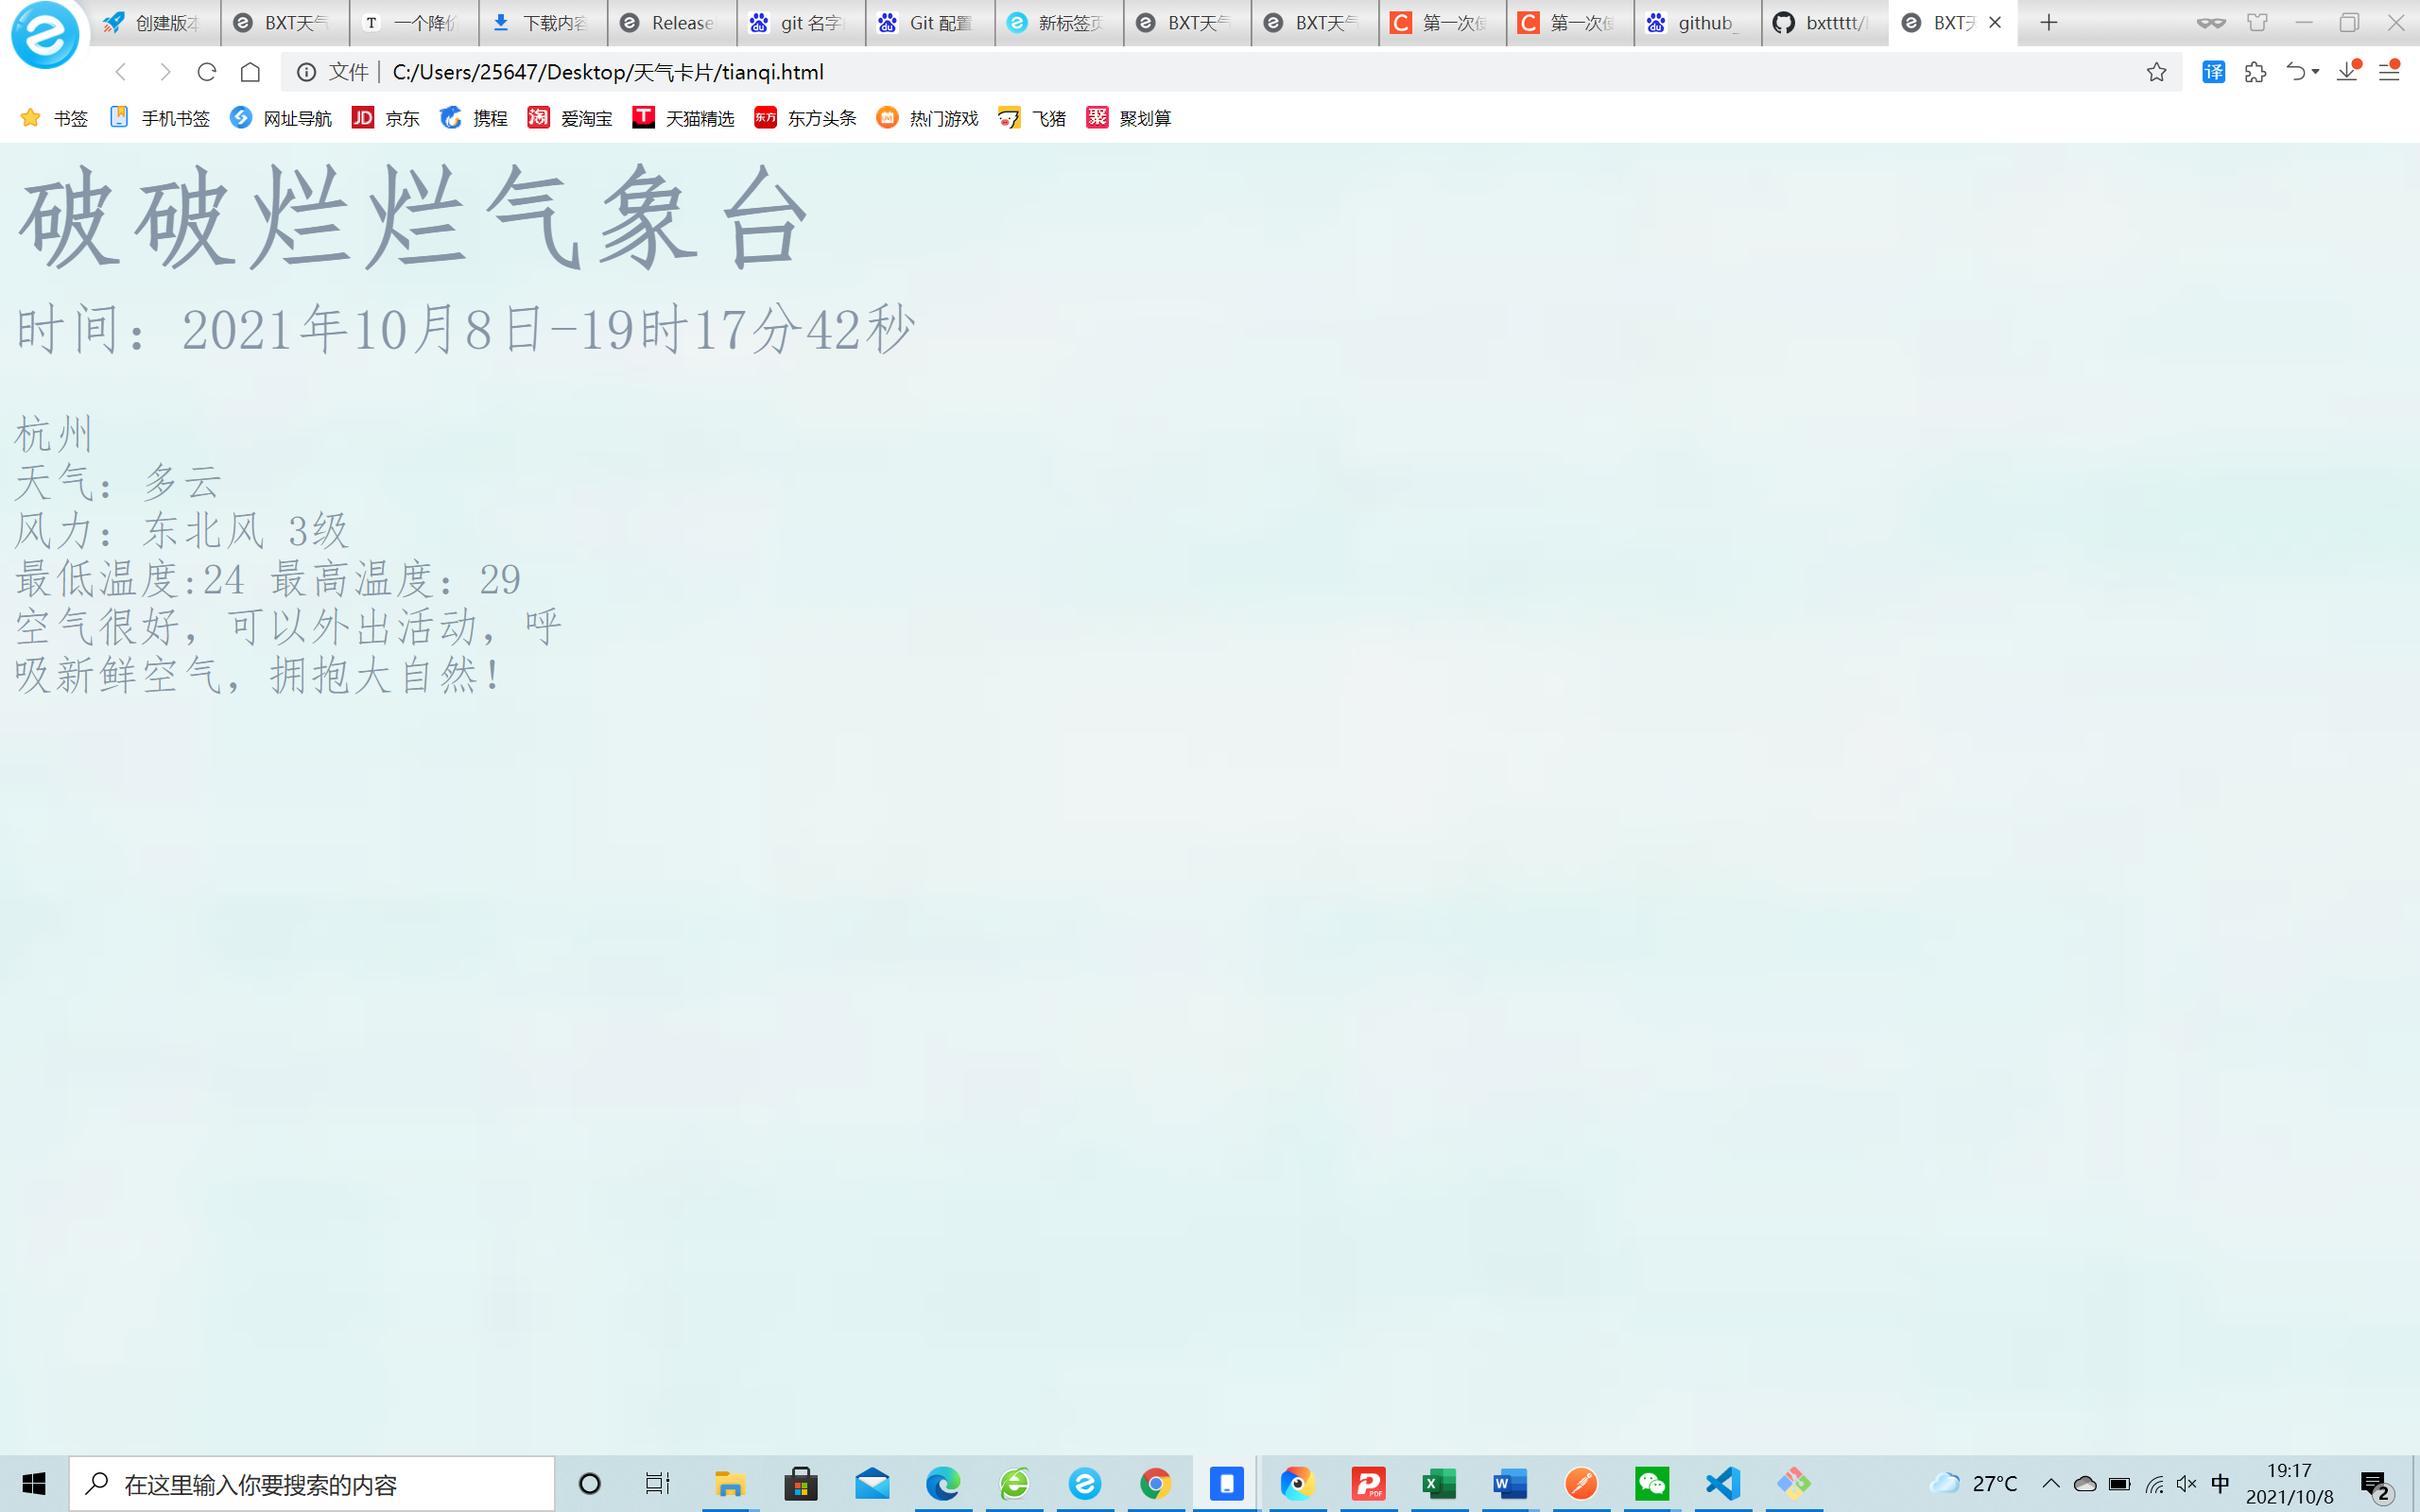 创建版本
BXT天气
一个降价
下载内容
Release
git 名字
Git 配置
新标签页
BXT天气
BXT天气
第一次使
第一次使
github_
bxttttt/
BXT天
文件 C:/Users/25647/Desktop/天气卡片/tianqi.html
译
书签 手机书签 网址导航 JD 京东 携程 淘 爱淘宝 T 天猫精选 东方 东方头条 热门游戏 飞猪 聚 聚划算
破破烂烂气象台
时间：2021年10月8日-19时17分42秒
杭州
天气：多云
风力：东北风 3级
最低温度:24 最高温度：29
空气很好，可以外出活动，呼
吸新鲜空气，拥抱大自然！
在这里输入你要搜索的内容
27°C
中
19:17
2021/10/8
2